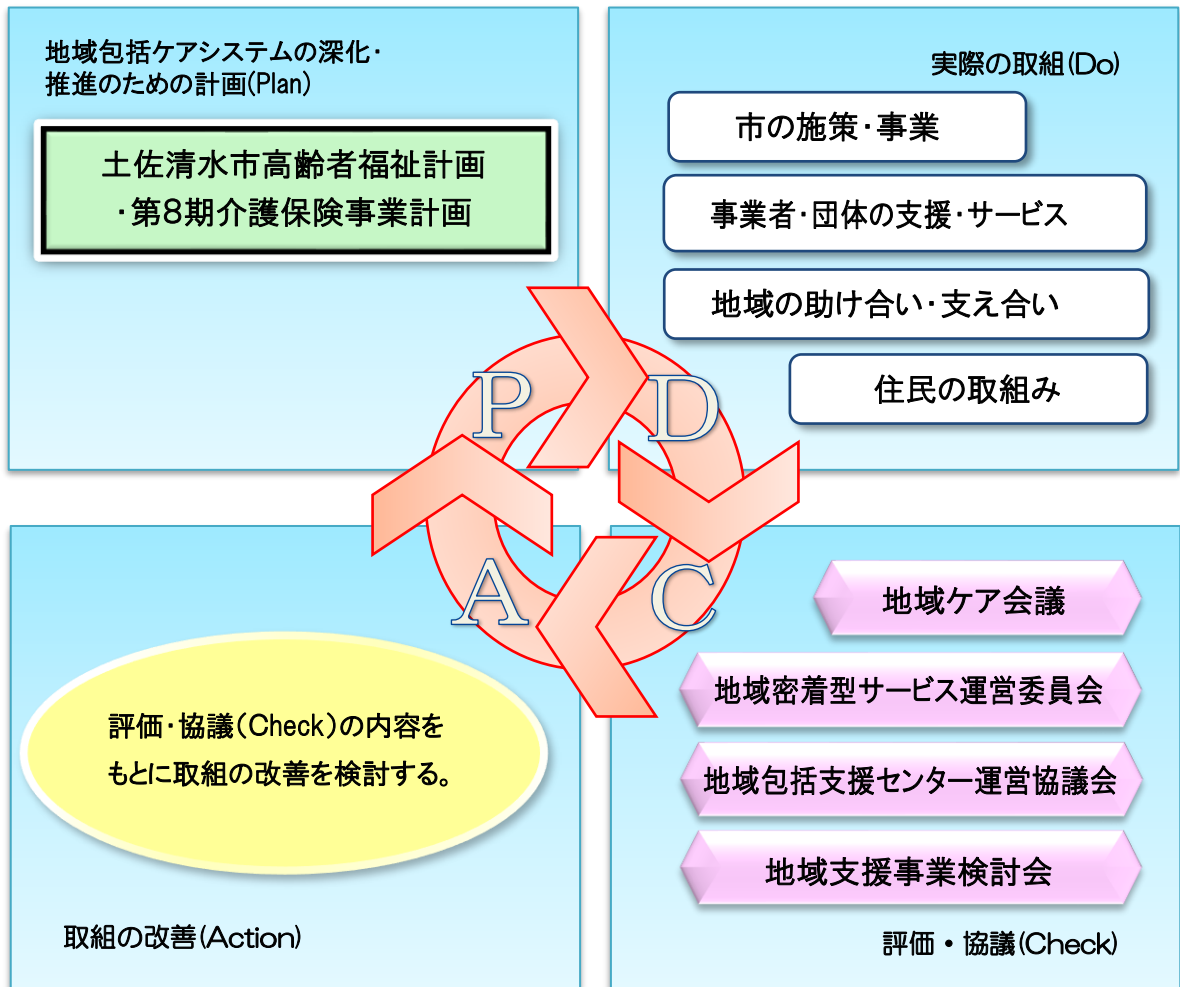 地域包括ケアシステムの深化・
推進のための計画(Plan)
土佐清水市高齢者福祉計画
・第８期介護保険事業計画
実際の取組(Do)
市の施策・事業
事業者・団体の支援・サービス
地域の助け合い・支え合い
住民の取組み
P
D
A
C
評価・協議（Check）の内容を
もとに取組の改善を検討する。
取組の改善(Action)
地域ケア会議
地域密着型サービス運営委員会
地域包括支援センター運営協議会
地域支援事業検討会
評価・協議(Check)